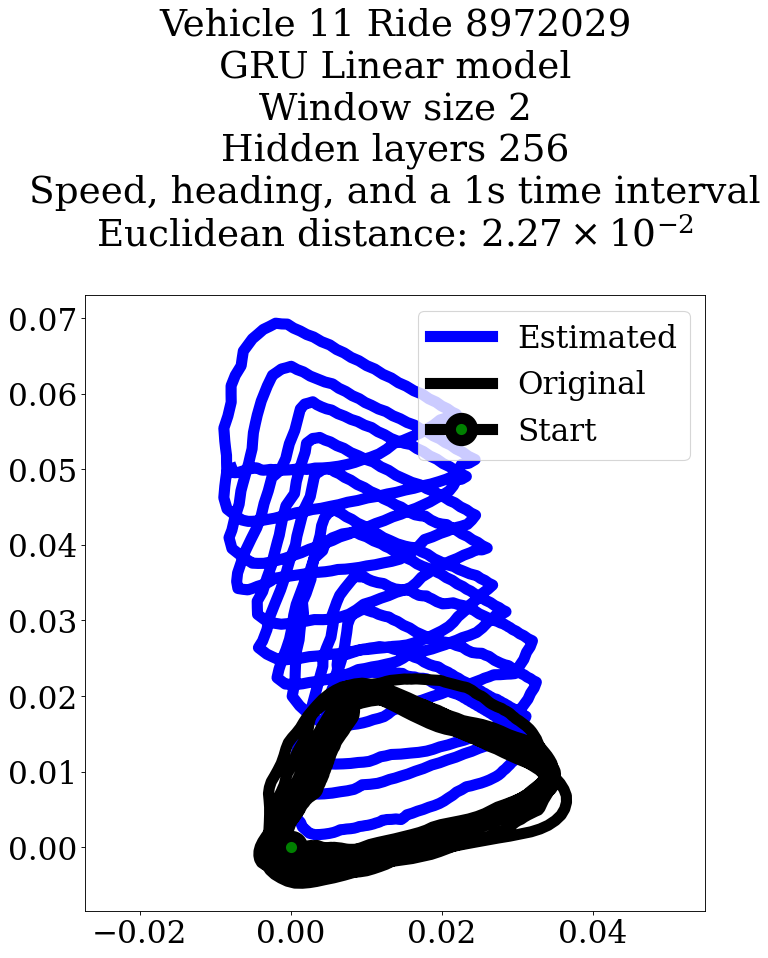 Vehicle 11 Ride 8972029
GRU Linear model
Window size 2
Hidden layers 256
Speed, heading, and a 1s time interval
Euclidean distance: 2.27 × 10⁻²
Estimated
Original
Start
0.07
0.06
0.05
0.04
0.03
0.02
0.01
0.00
−0.02 0.00 0.02 0.04